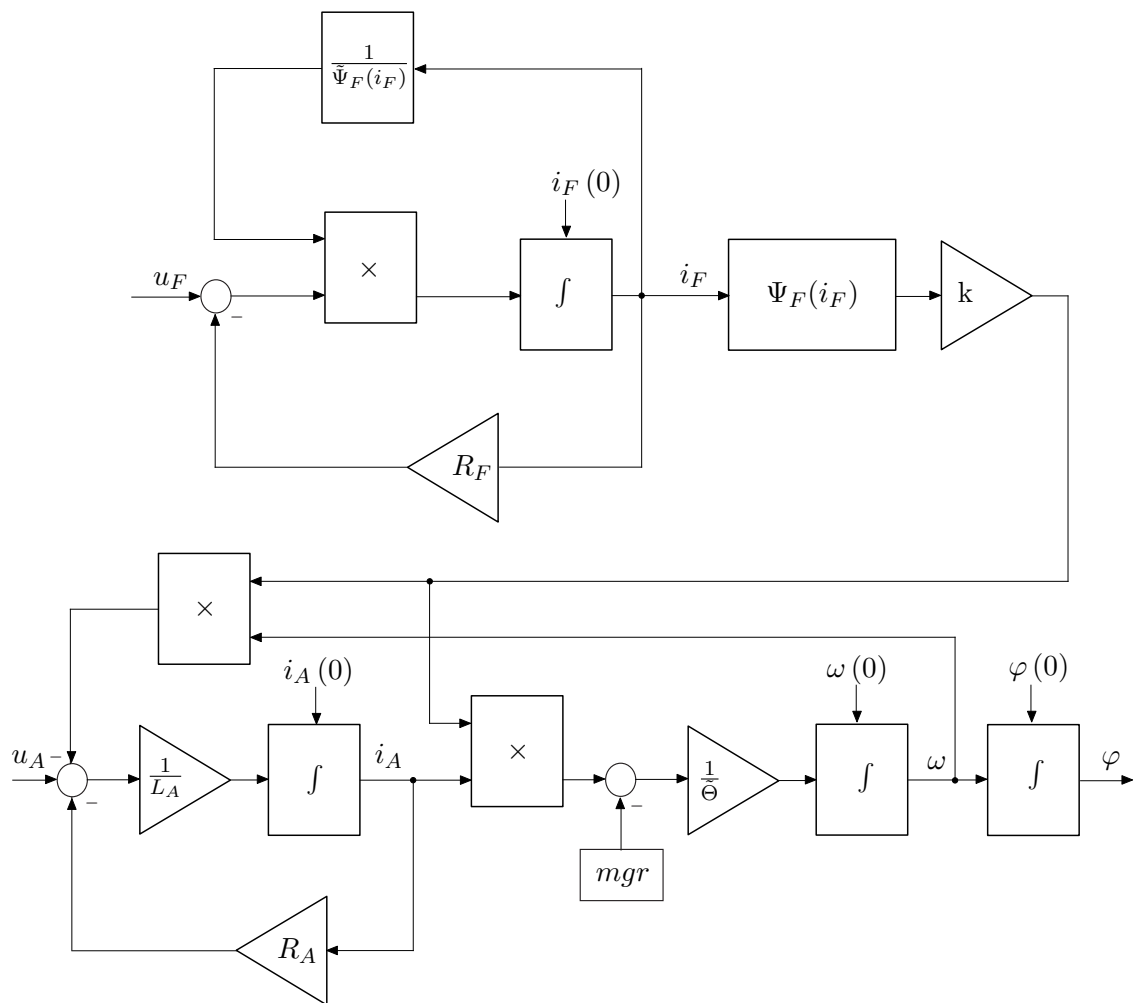 1
Ψ̃_F(i_F)
i_F (0)
u_F
×
∫
i_F
Ψ_F(i_F)
k
–
R_F
×
i_A (0)
ω (0)
φ (0)
u_A
–
1
L_A
∫
i_A
×
1
Θ̃
∫
ω
∫
φ
–
–
mgr
R_A